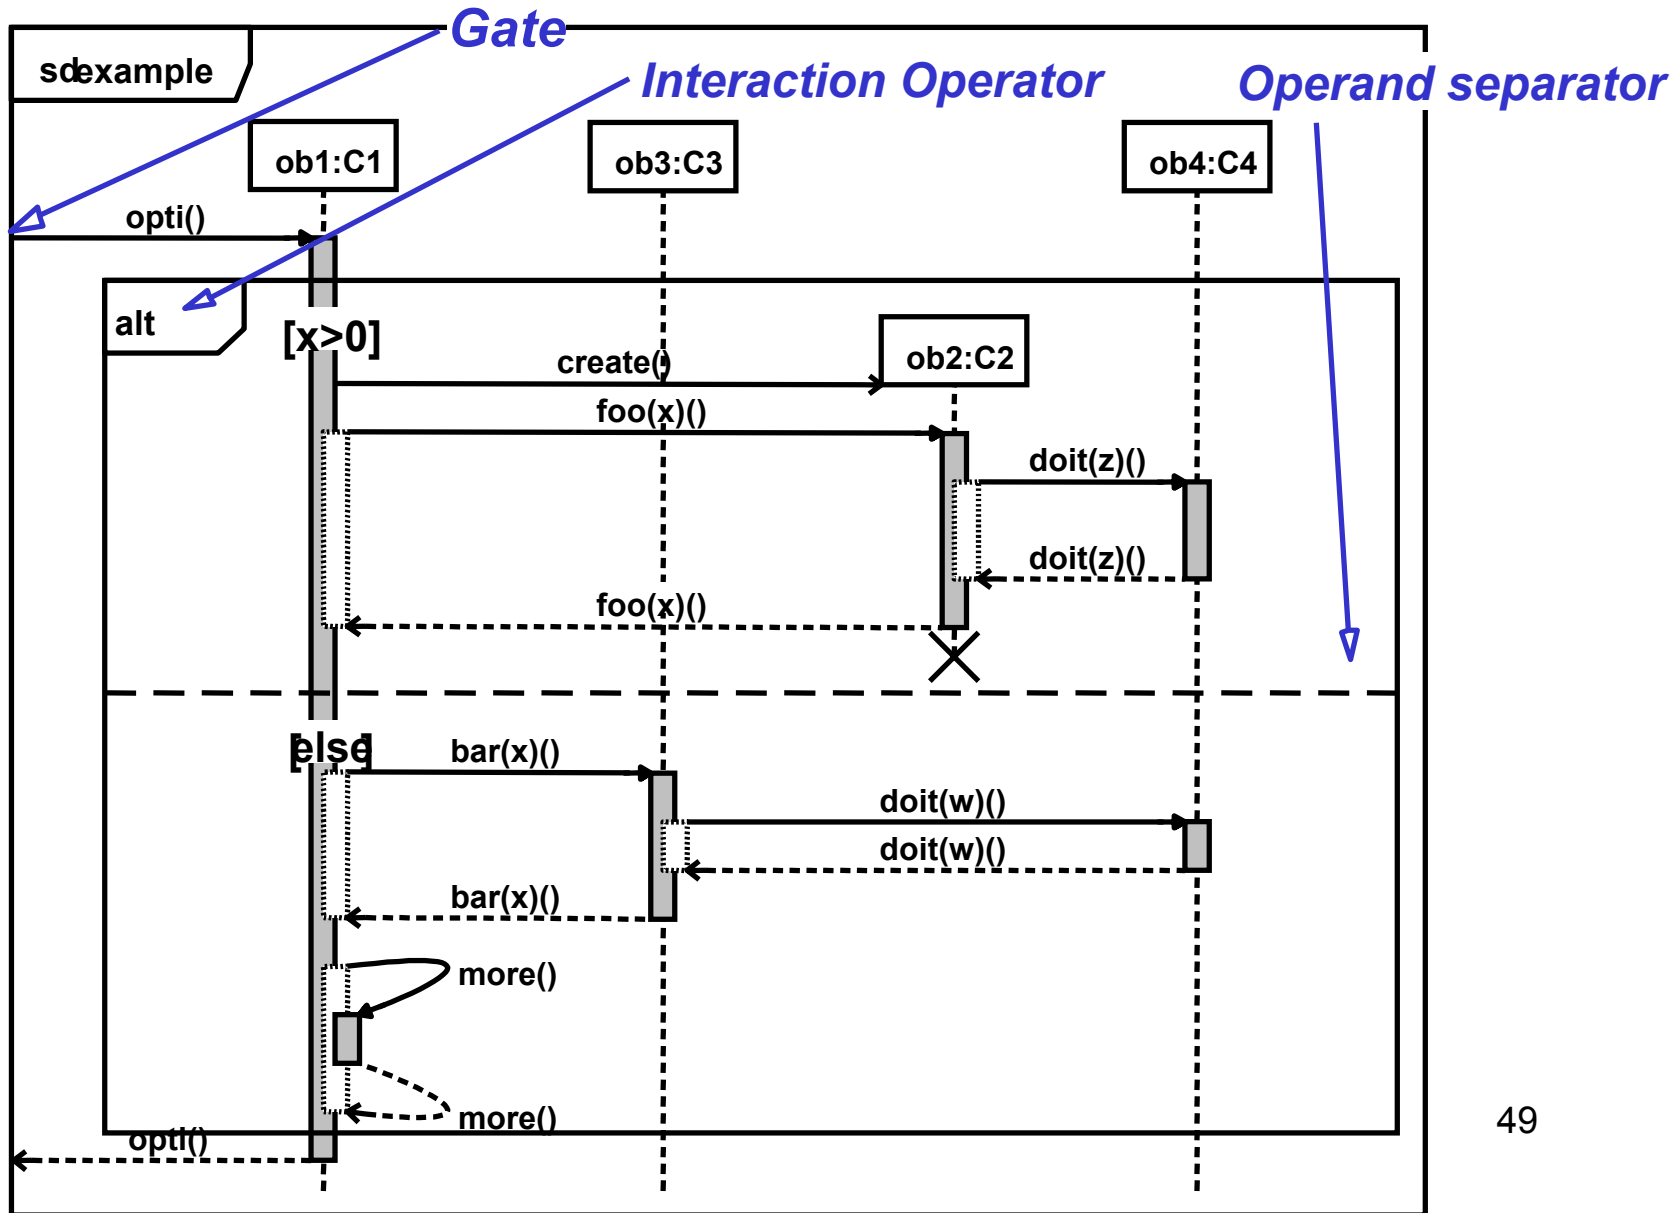 Gate
sd example
Interaction Operator
Operand separator
ob1:C1
ob3:C3
ob4:C4
opti()
alt
[x>0]
create()
ob2:C2
foo(x)()
doit(z)()
doit(z)()
foo(x)()
[else]
bar(x)()
doit(w)()
doit(w)()
bar(x)()
more()
more()
49
opti()